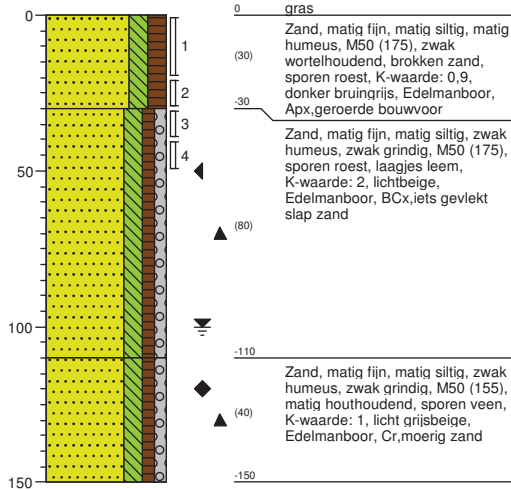 0
50
100
150
1
2
3
4
0
(30)
-30
(80)
-110
(40)
-150
gras
Zand, matig fijn, matig siltig, matig
humeus, M50 (175), zwak
wortelhoudend, brokken zand,
sporen roest, K-waarde: 0,9,
donker bruingrijs, Edelmanboor,
Apx,geroerde bouwvoor
Zand, matig fijn, matig siltig, zwak
humeus, zwak grindig, M50 (175),
sporen roest, laagjes leem,
K-waarde: 2, lichtbeige,
Edelmanboor, BCx,iets gevlekt
slap zand
Zand, matig fijn, matig siltig, zwak
humeus, zwak grindig, M50 (155),
matig houthoudend, sporen veen,
K-waarde: 1, licht grijsbeige,
Edelmanboor, Cr,moerig zand